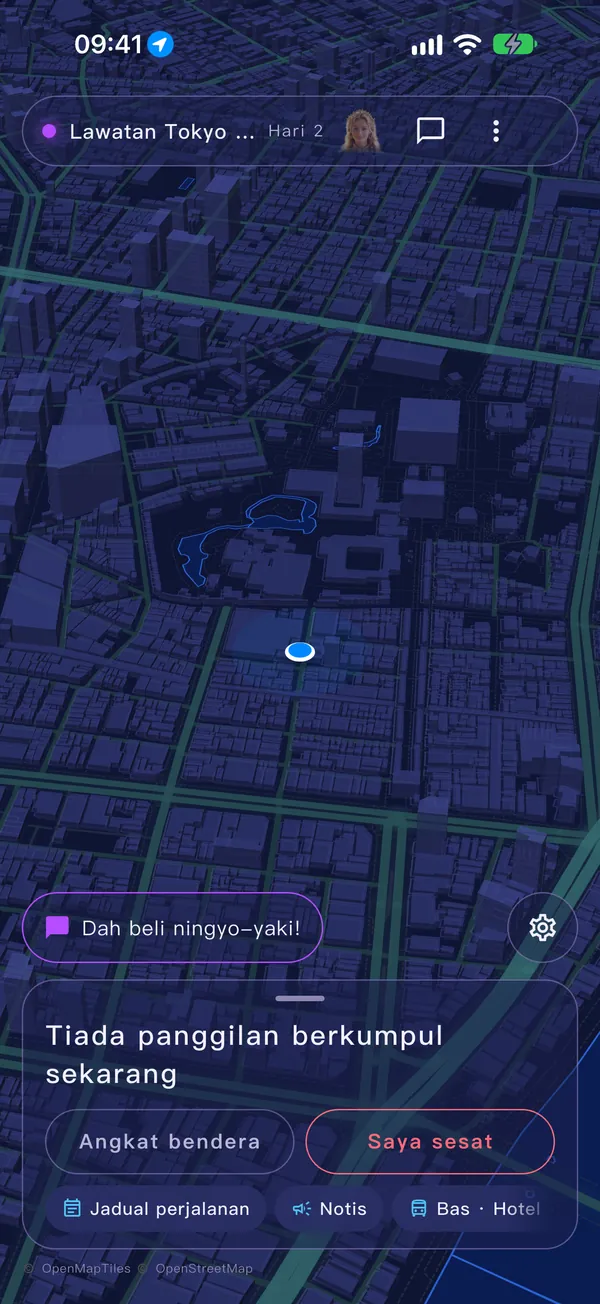 09:41
Lawatan Tokyo ... Hari 2
Dah beli ningyo-yaki!
Tiada panggilan berkumpul
sekarang
Angkat bendera
Saya sesat
Jadual perjalanan
Notis
Bas · Hotel
© OpenMapTiles © OpenStreetMap